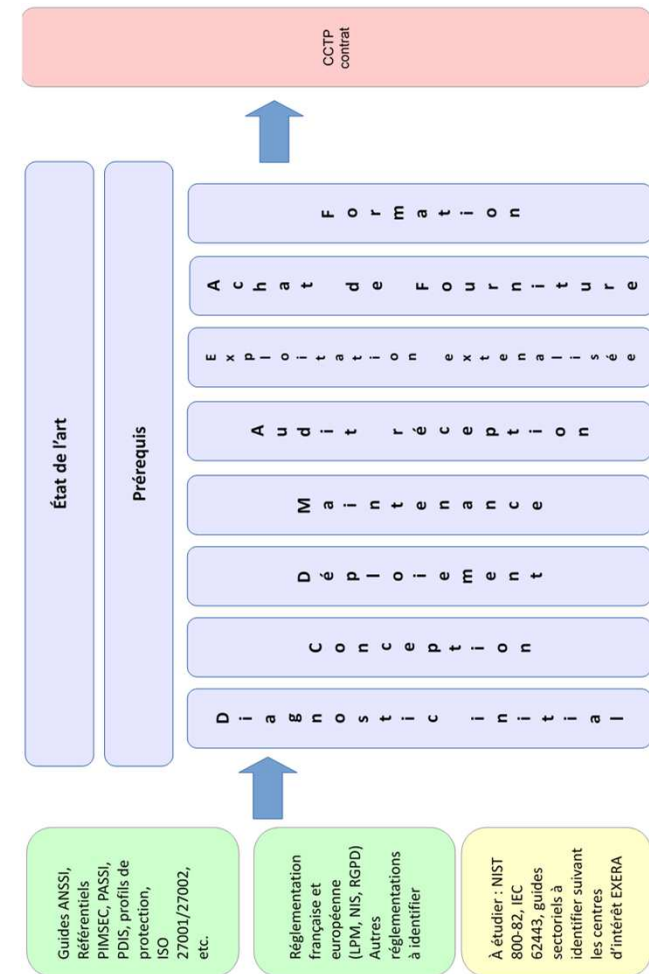 Guides ANSSI,
Référentiels
PIMSEC, PASSI,
PDIS, profils de
protection,
ISO
27001/27002,
etc.
Réglementation
française et
européenne
(LPM, NIS, RGPD)
Autres
réglementations
à identifier
À étudier : NIST
800-82, IEC
62443, guides
sectoriels à
identifier suivant
les centres
d'intérêt EXERA
État de l'art
Prérequis
Diagnostic initial
Conception
Déploiement
Maintenance
Audit réception
Exploitation extenalisée
Achat de Fourniture
Formation
CCTP
contrat